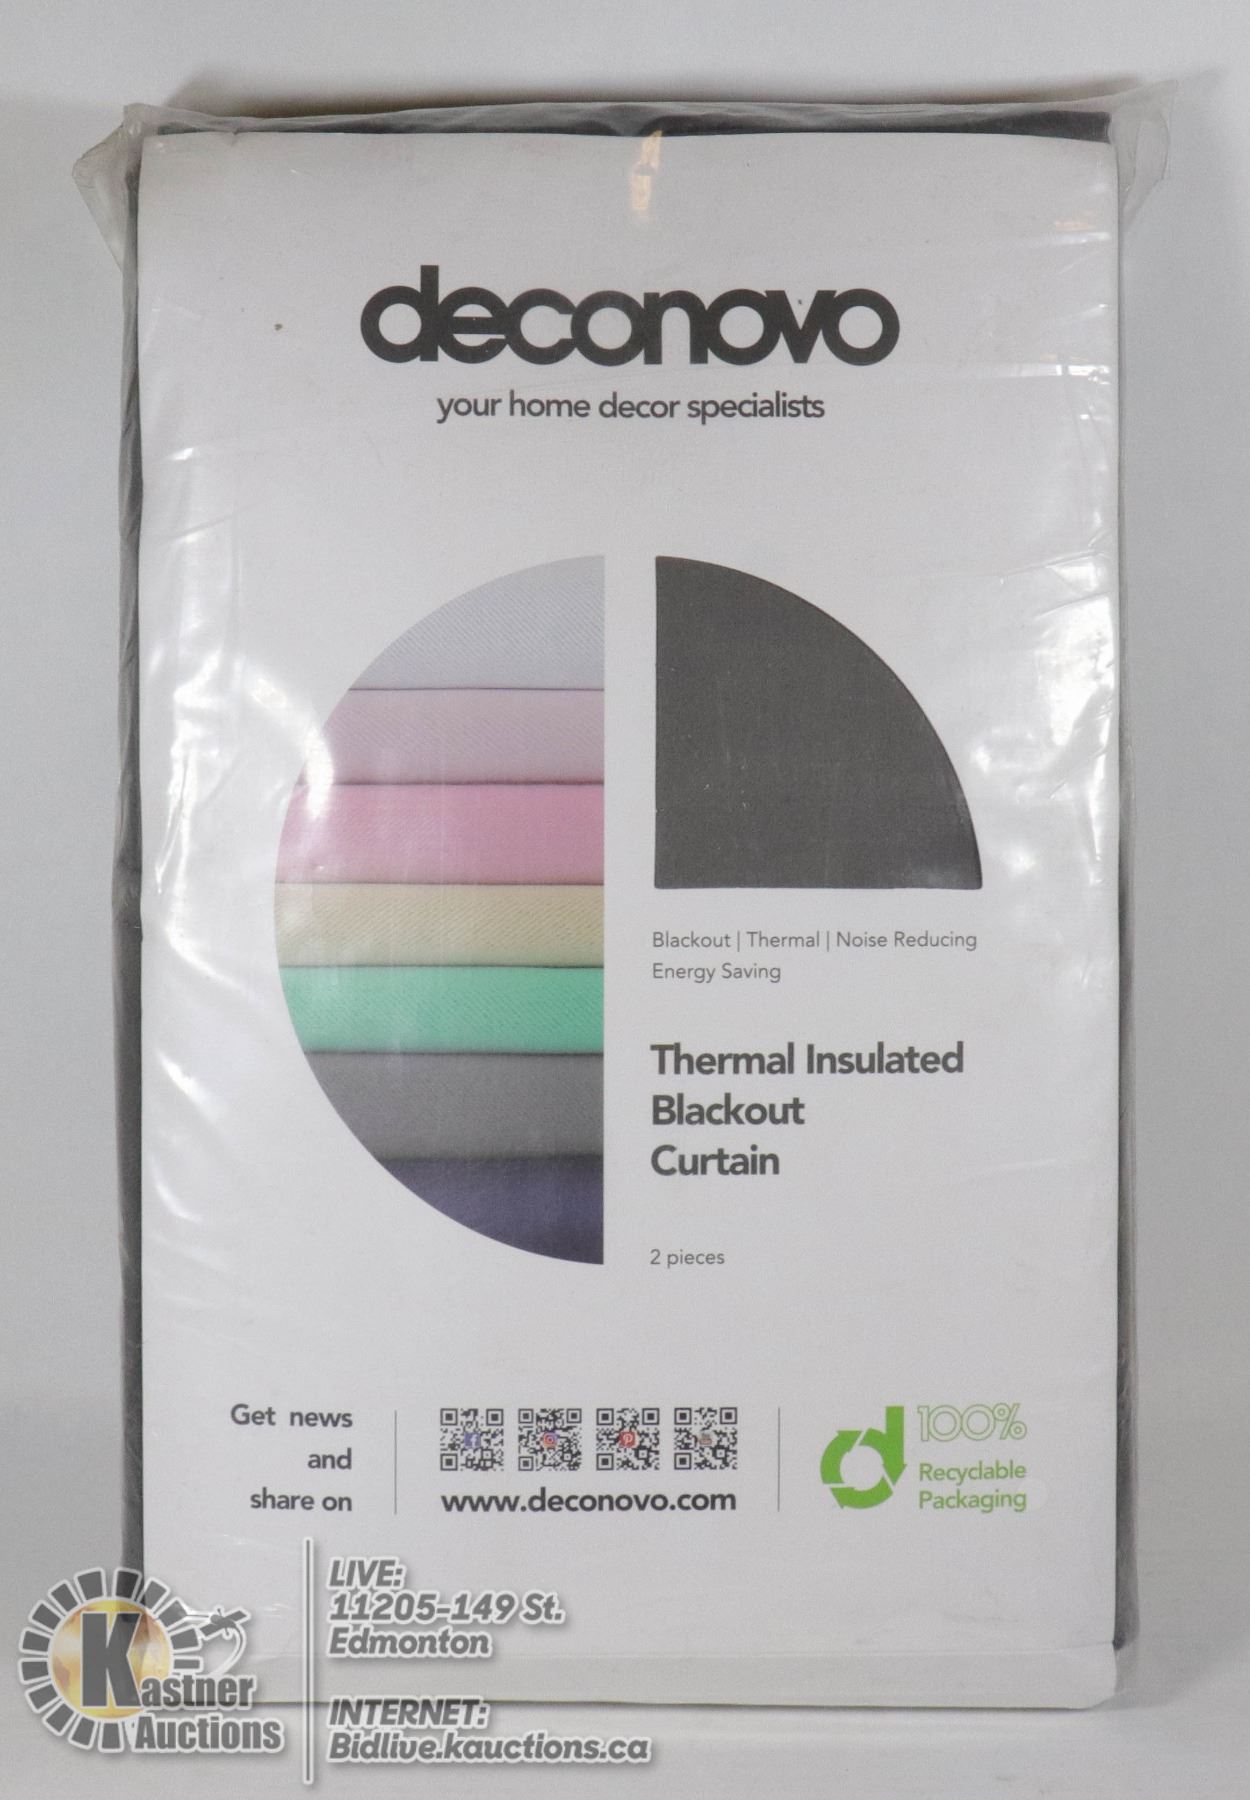 deconovo
your home decor specialists
Blackout | Thermal | Noise Reducing
Energy Saving
Thermal Insulated
Blackout
Curtain
2 pieces
Get news
and
share on
www.deconovo.com
100%
Recyclable
Packaging
Kastner
Auctions
LIVE:
11205-149 St.
Edmonton
INTERNET:
Bidlive.kauctions.ca